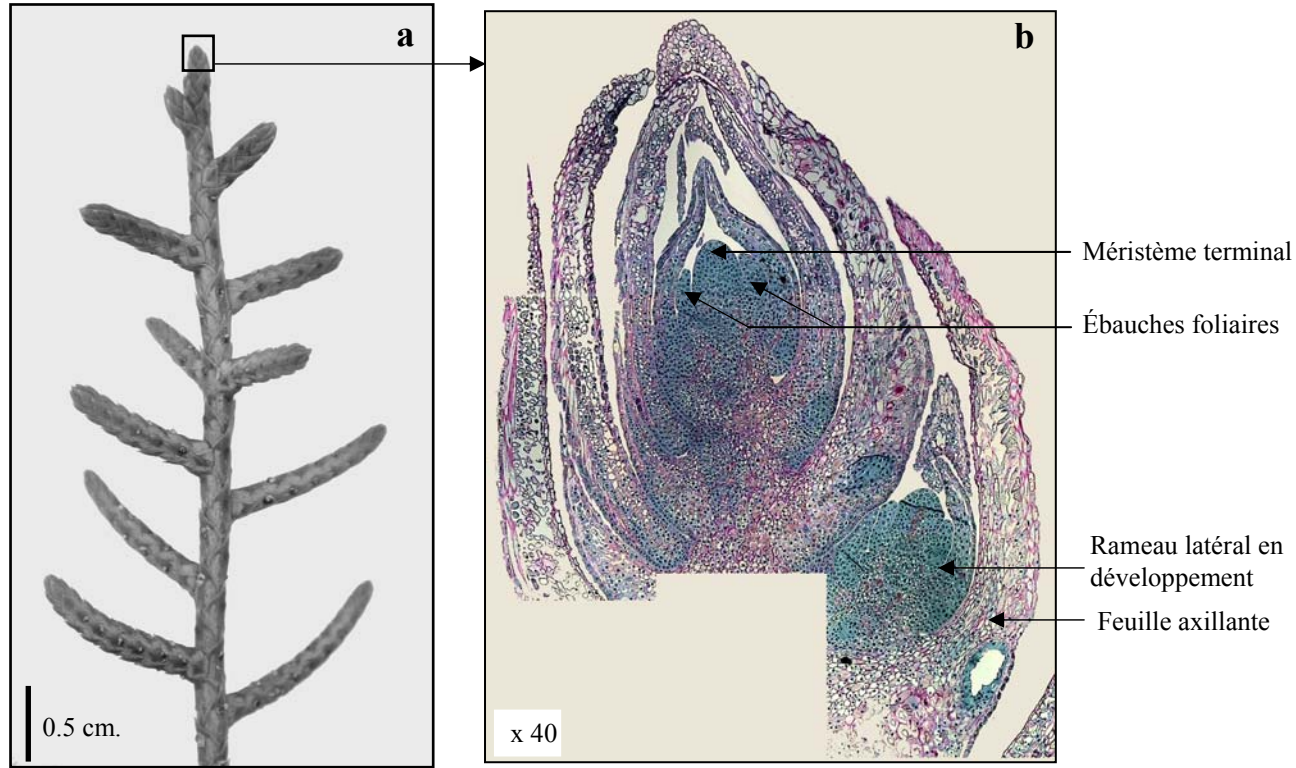 a
b
Méristème terminal
Ébauches foliaires
Rameau latéral en
développement
Feuille axillante
0.5 cm.
x 40